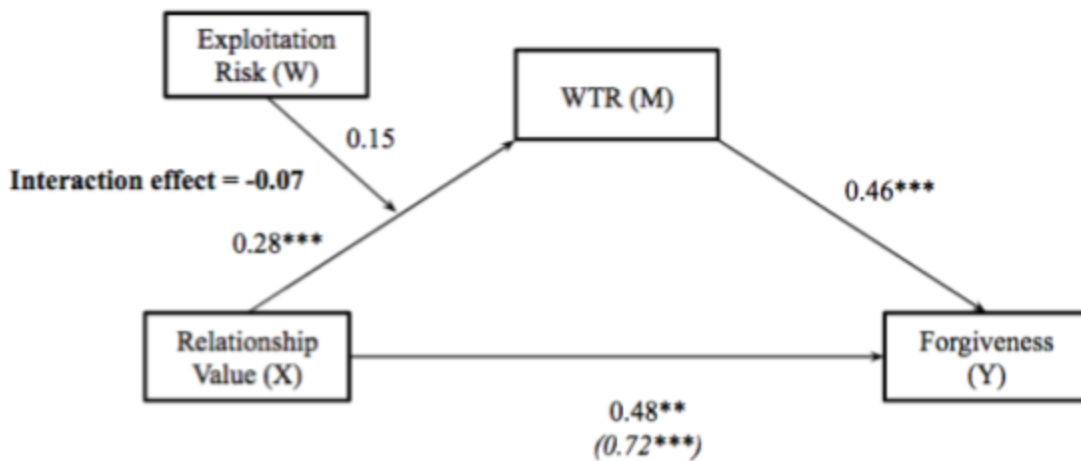 Exploitation
Risk (W)
WTR (M)
0.15
Interaction effect = -0.07
0.46***
0.28***
Relationship
Value (X)
Forgiveness
(Y)
0.48**
(0.72***)